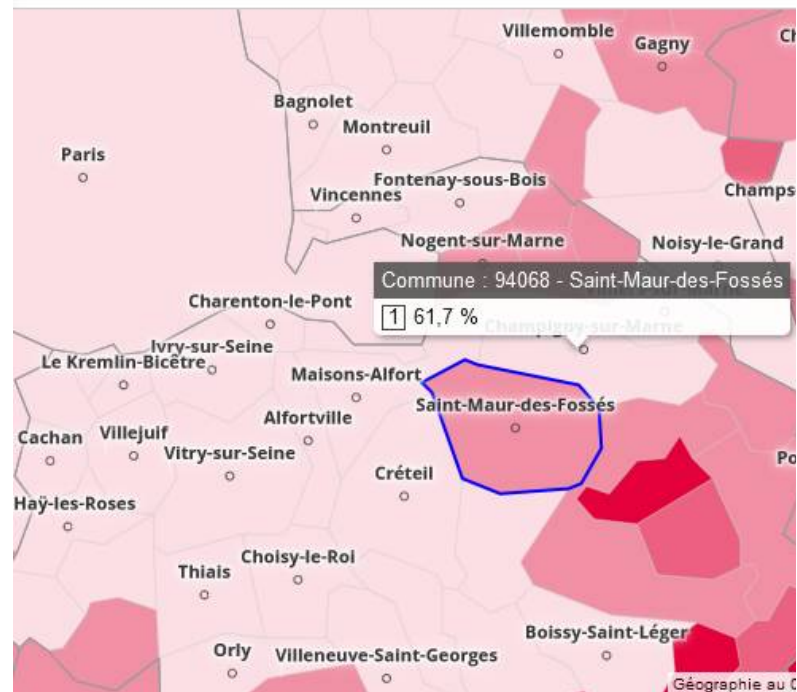 Villemomble
Gagny
Bagnolet
Montreuil
Paris
Fontenay-sous-Bois
Vincennes
Champs
Nogent-sur-Marne
Noisy-le-Grand
Commune : 94068 - Saint-Maur-des-Fossés
1 61,7 %
Charenton-le-Pont
Champigny-sur-Marne
Ivry-sur-Seine
Le Kremlin-Bicêtre
Maisons-Alfort
Saint-Maur-des-Fossés
Alfortville
Cachan
Villejuif
Vitry-sur-Seine
Po
Créteil
Haÿ-les-Roses
Choisy-le-Roi
Thiais
Boissy-Saint-Léger
Orly
Villeneuve-Saint-Georges
Géographie au